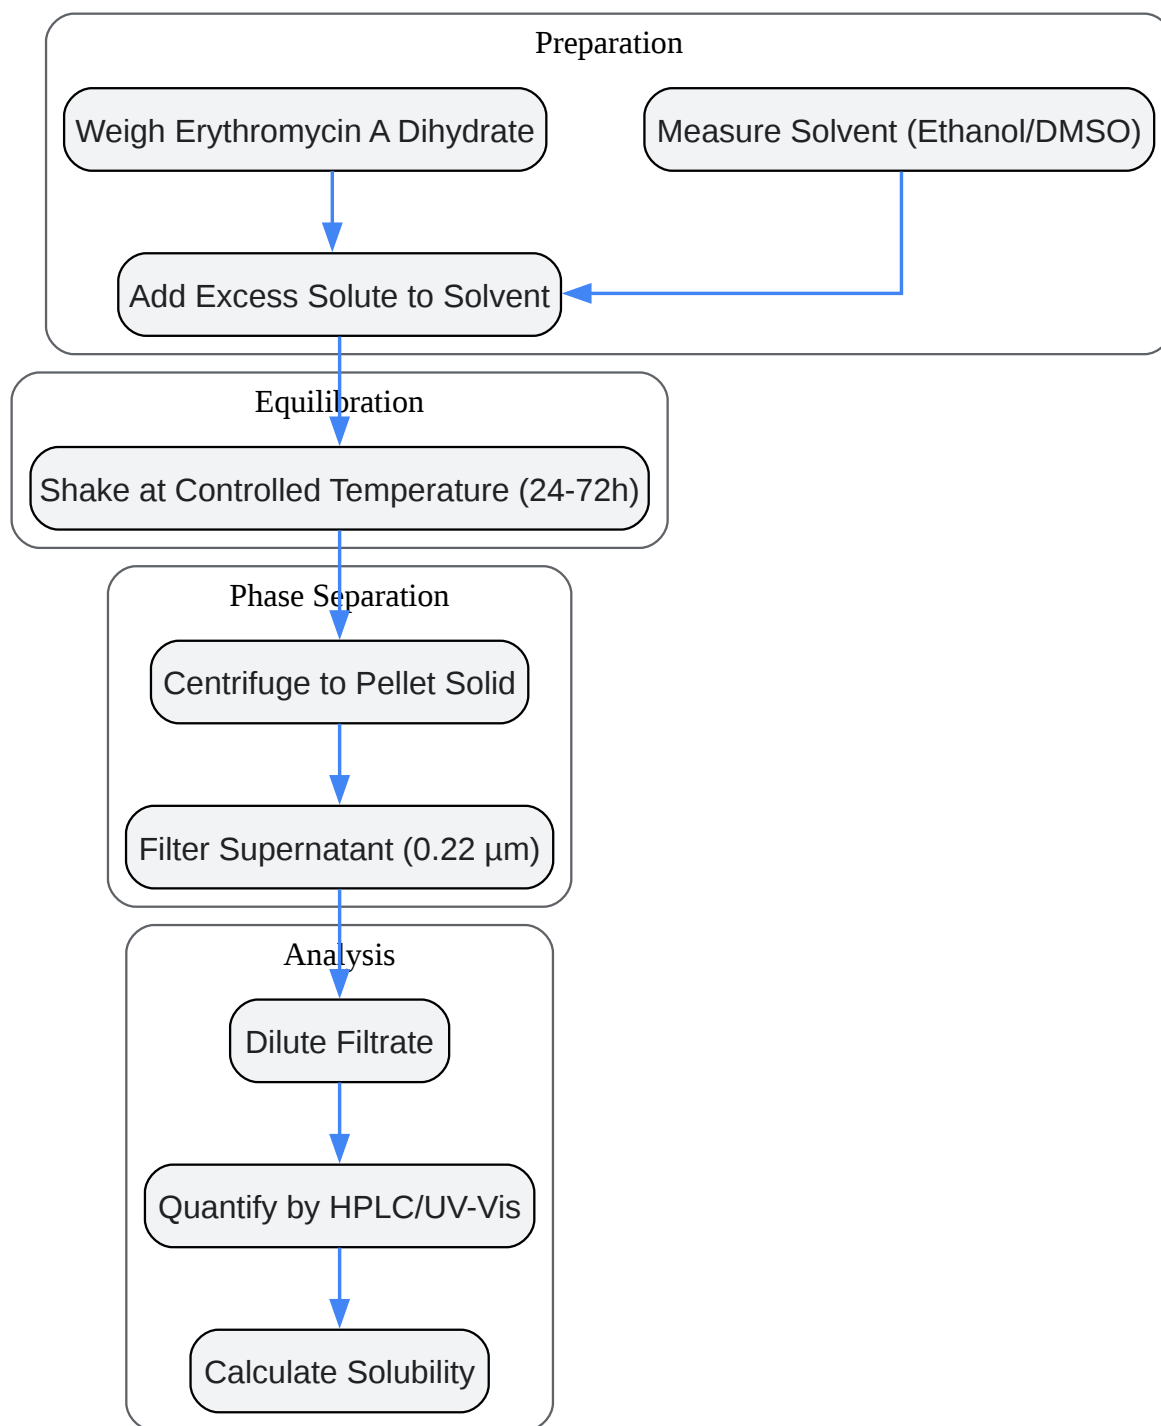 Preparation
Weigh Erythromycin A Dihydrate
Measure Solvent (Ethanol/DMSO)
Add Excess Solute to Solvent
Equilibration
Shake at Controlled Temperature (24-72h)
Phase Separation
Centrifuge to Pellet Solid
Filter Supernatant (0.22 µm)
Analysis
Dilute Filtrate
Quantify by HPLC/UV-Vis
Calculate Solubility